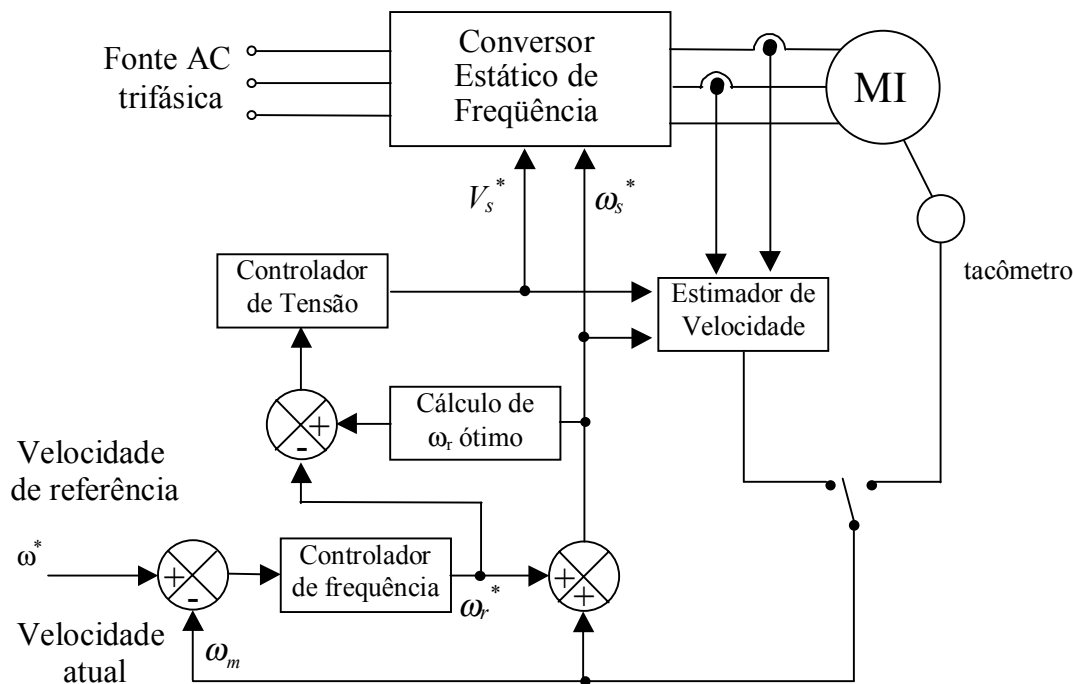 Fonte AC
trifásica
Conversor
Estático de
Freqüência
MI
V_s^*
ω_s^*
tacômetro
Controlador
de Tensão
Estimador de
Velocidade
Cálculo de
ω_r ótimo
+
-
Velocidade
de referência
ω^*
+
-
Controlador
de frequência
ω_r^*
+
+
Velocidade
atual
ω_m